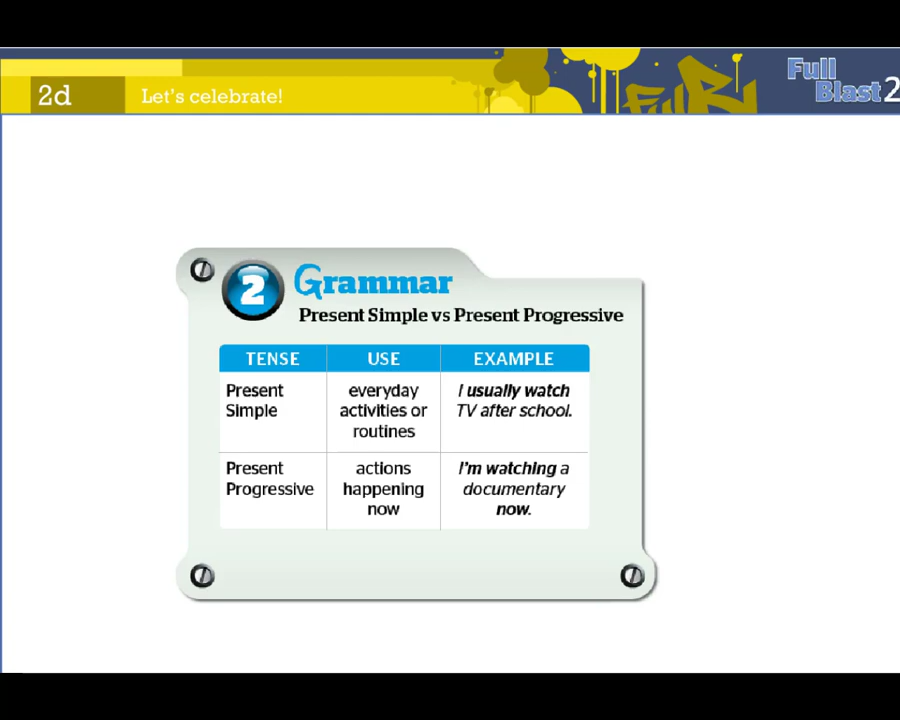 2d Let's celebrate!
Full
Blast 2
2 Grammar
Present Simple vs Present Progressive
TENSE USE EXAMPLE
Present everyday I usually watch
Simple activities or TV after school.
routines
Present actions I'm watching a
Progressive happening documentary
now now.